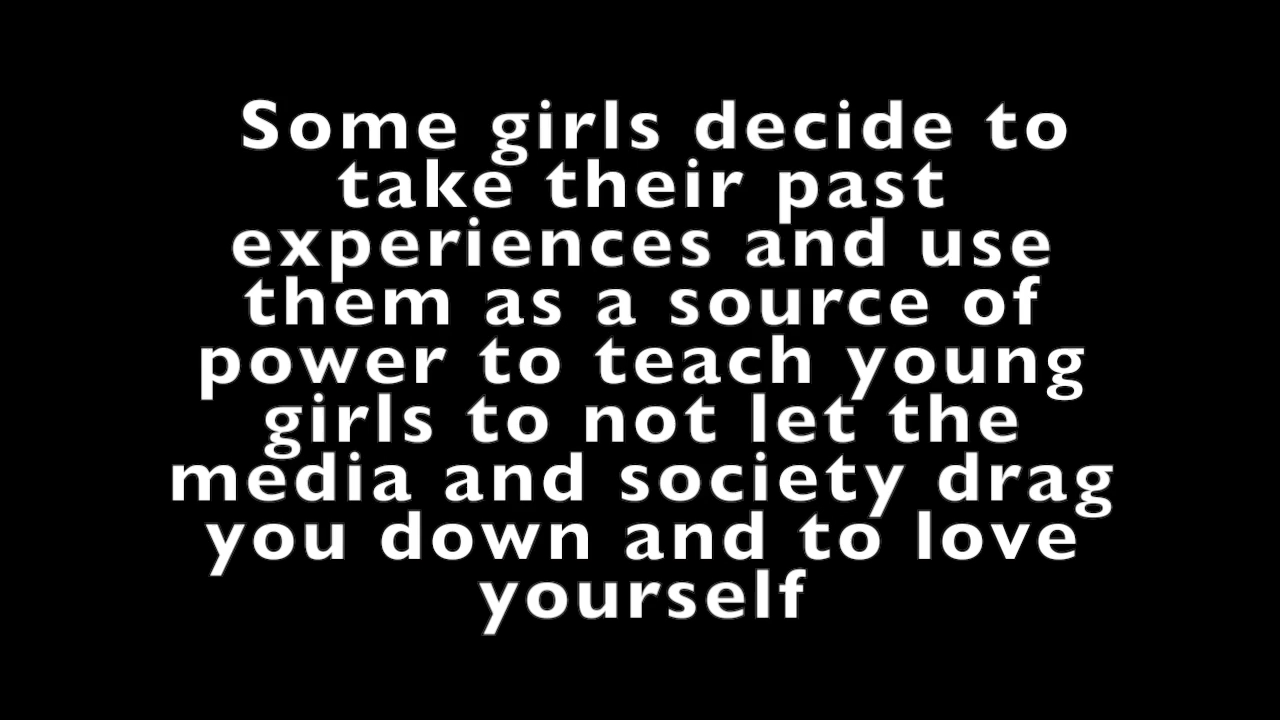 Some girls decide to
take their past
experiences and use
them as a source of
power to teach young
girls to not let the
media and society drag
you down and to love
yourself